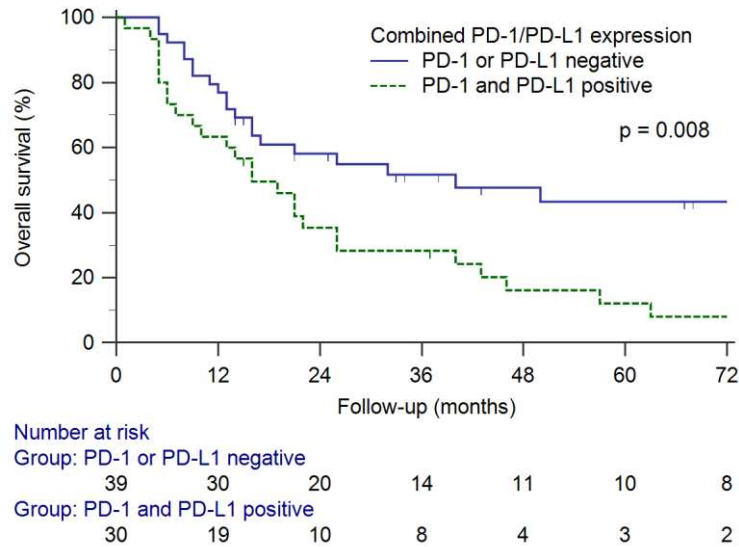 100
80
60
40
20
0
Overall survival (%)
Combined PD-1/PD-L1 expression
PD-1 or PD-L1 negative
PD-1 and PD-L1 positive
p = 0.008
0 12 24 36 48 60 72
Follow-up (months)
Number at risk
Group: PD-1 or PD-L1 negative
39 30 20 14 11 10 8
Group: PD-1 and PD-L1 positive
30 19 10 8 4 3 2